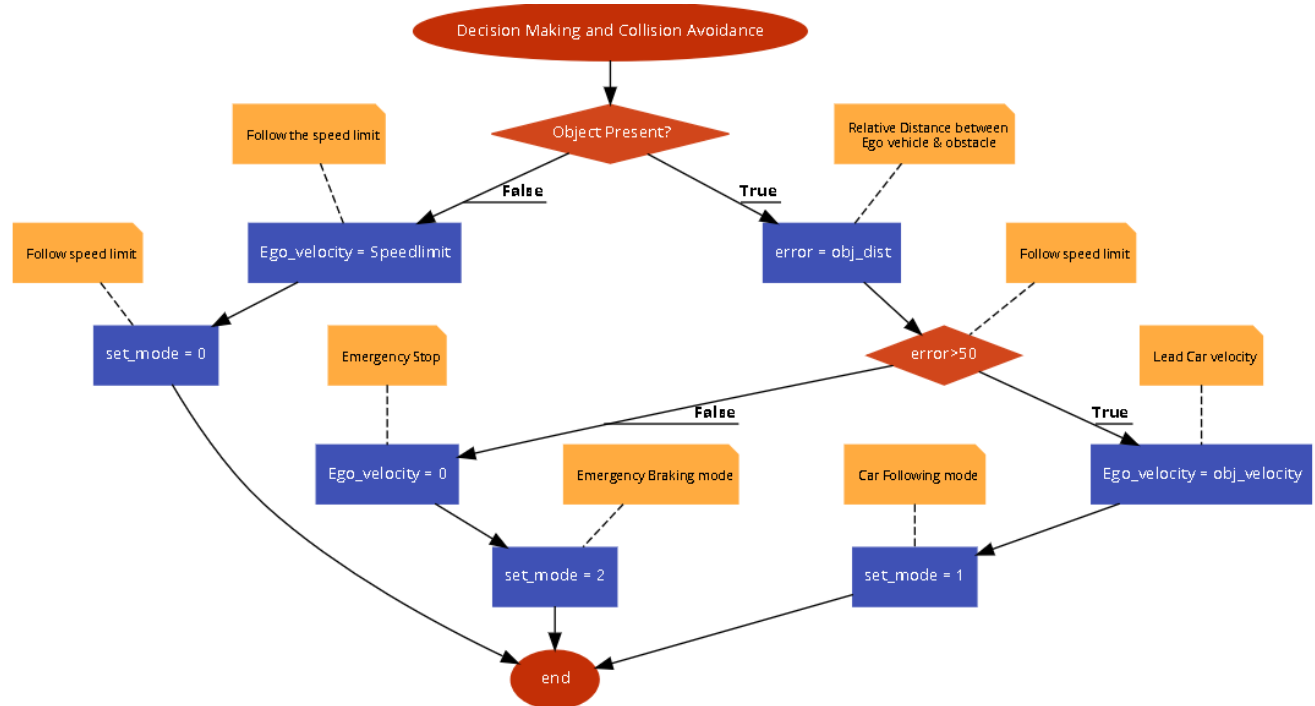 Decision Making and Collision Avoidance
Object Present?
Follow the speed limit
Relative Distance between
Ego vehicle & obstacle
False
True
Follow speed limit
Ego_velocity = Speedlimit
error = obj_dist
Follow speed limit
set_mode = 0
Emergency Stop
error>50
Lead Car velocity
False
True
Ego_velocity = 0
Emergency Braking mode
Car Following mode
Ego_velocity = obj_velocity
set_mode = 2
set_mode = 1
end